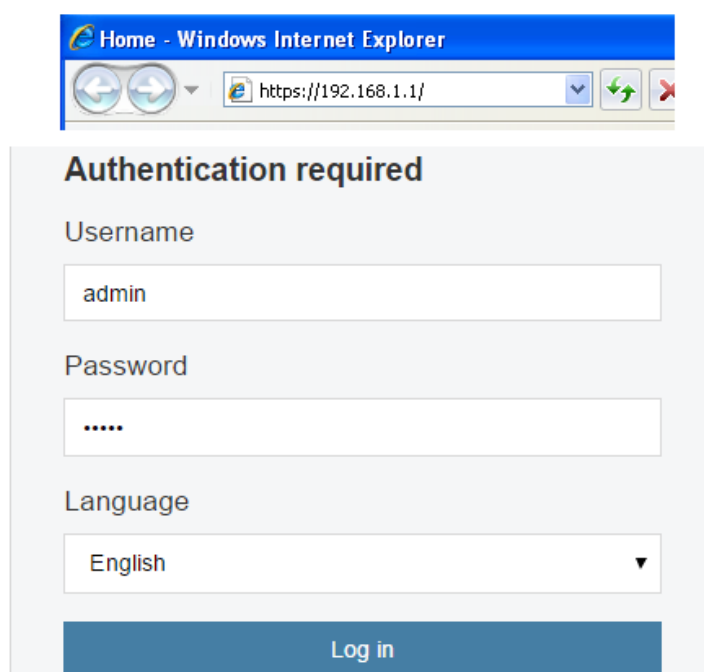 Home - Windows Internet Explorer
https://192.168.1.1/
Authentication required
Username
admin
Password
•••••
Language
English
Log in